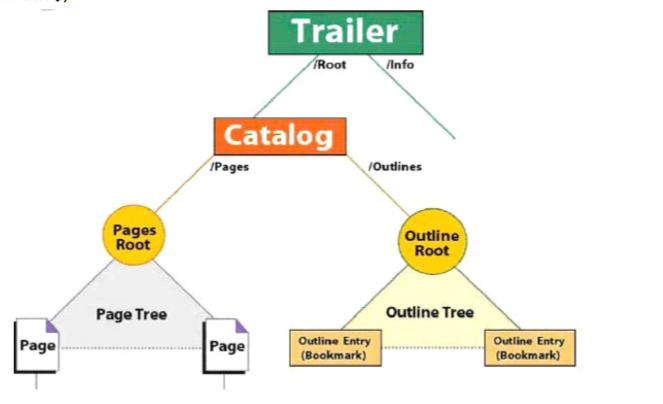 Trailer
/Root
/Info
Catalog
/Pages
/Outlines
Pages
Root
Outline
Root
Page Tree
Outline Tree
Page
Page
Outline Entry
(Bookmark)
Outline Entry
(Bookmark)